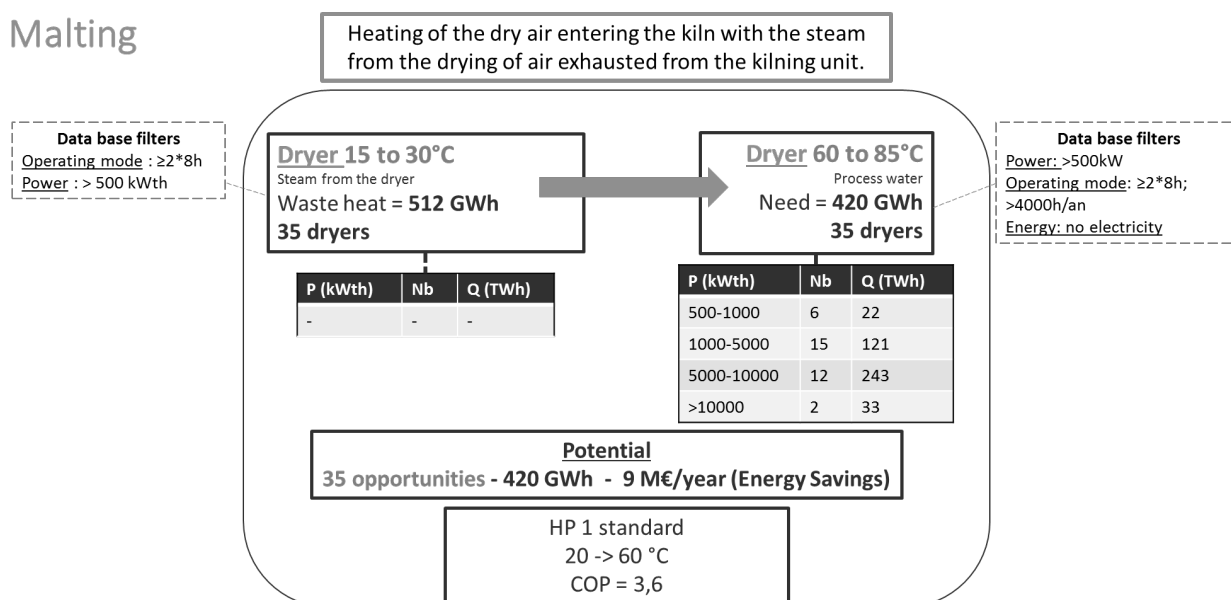 Malting
Heating of the dry air entering the kiln with the steam
from the drying of air exhausted from the kilning unit.
Data base filters
Operating mode : ≥2*8h
Power : > 500 kWth
Dryer 15 to 30°C
Steam from the dryer
Waste heat = 512 GWh
35 dryers
Dryer 60 to 85°C
Process water
Need = 420 GWh
35 dryers
Data base filters
Power: >500kW
Operating mode: ≥2*8h;
>4000h/an
Energy: no electricity
P (kWth) Nb Q (TWh)
- - -
P (kWth) Nb Q (TWh)
500-1000 6 22
1000-5000 15 121
5000-10000 12 243
>10000 2 33
Potential
35 opportunities - 420 GWh - 9 M€/year (Energy Savings)
HP 1 standard
20 -> 60 °C
COP = 3,6